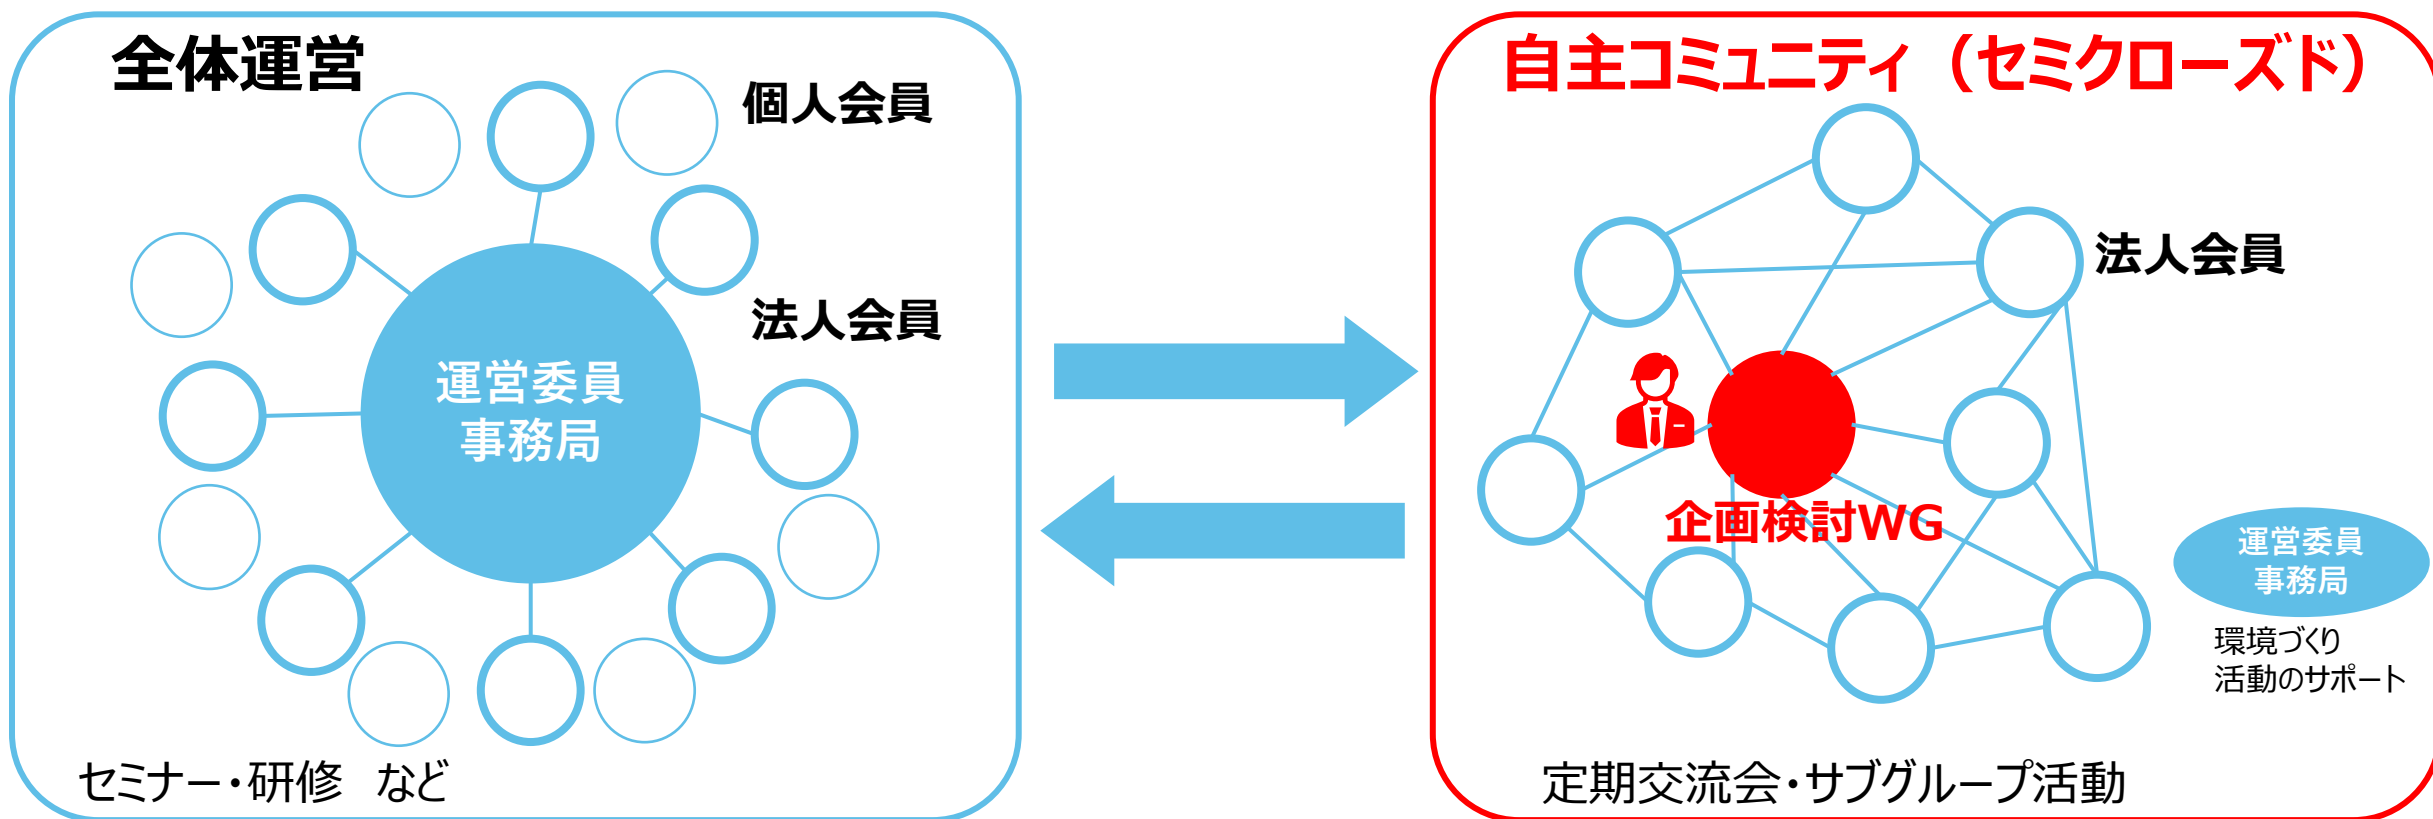 全体運営
個人会員
法人会員
運営委員
事務局
セミナー・研修　など
自主コミュニティ（セミクローズド）
法人会員
企画検討WG
運営委員
事務局
環境づくり
活動のサポート
定期交流会・サブグループ活動